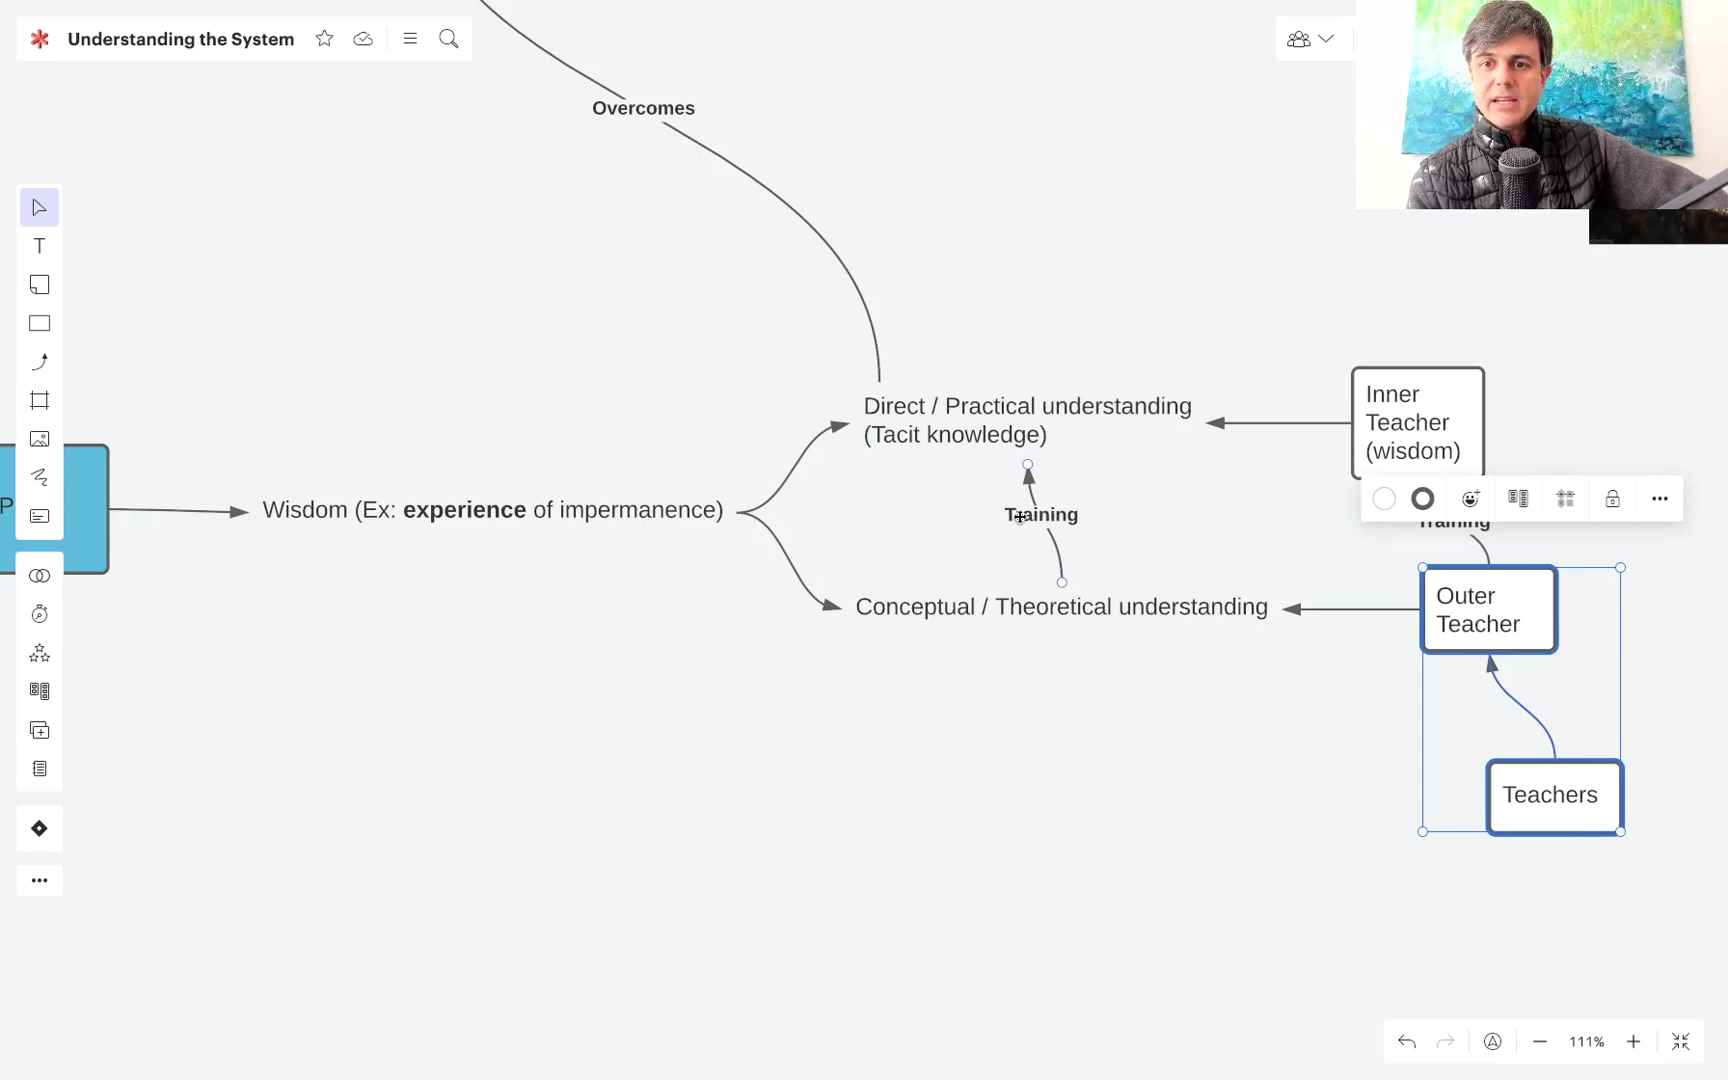 Understanding the System
Overcomes
T
Direct / Practical understanding
(Tacit knowledge)
Inner
Teacher
(wisdom)
P
Wisdom (Ex: experience of impermanence)
Training
Training
Conceptual / Theoretical understanding
Outer
Teacher
Teachers
111%